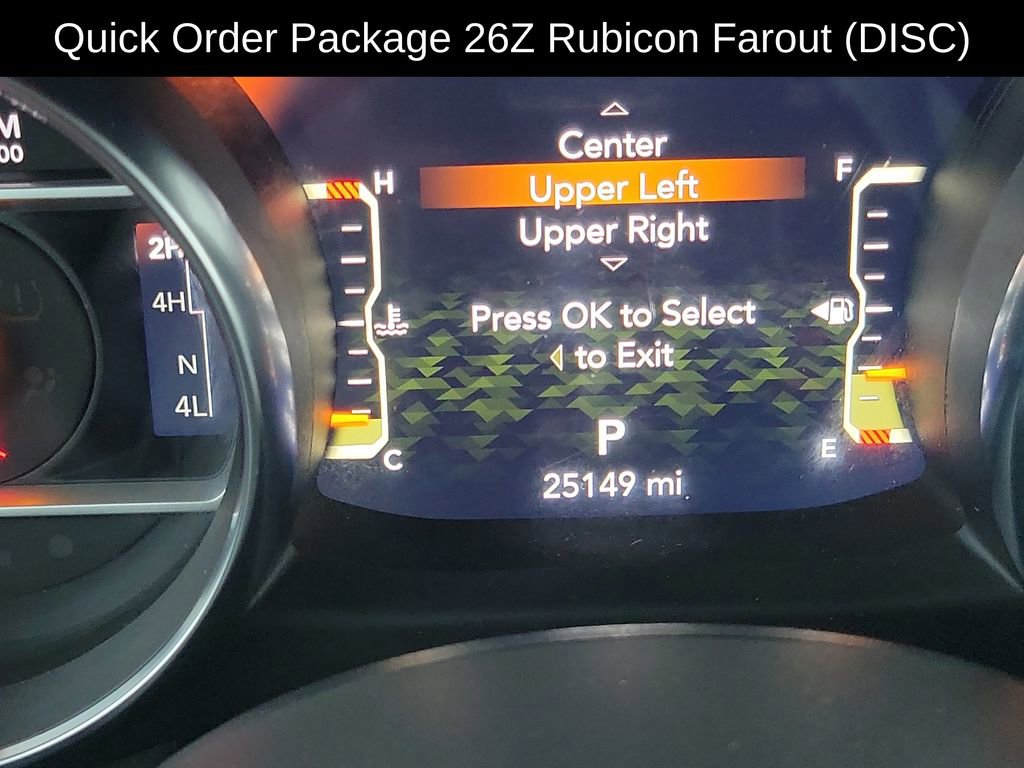 Quick Order Package 26Z Rubicon Farout (DISC)
Center
Upper Left
Upper Right
Press OK to Select
to Exit
P
25149 mi
H
C
F
E
2H
4H
N
4L